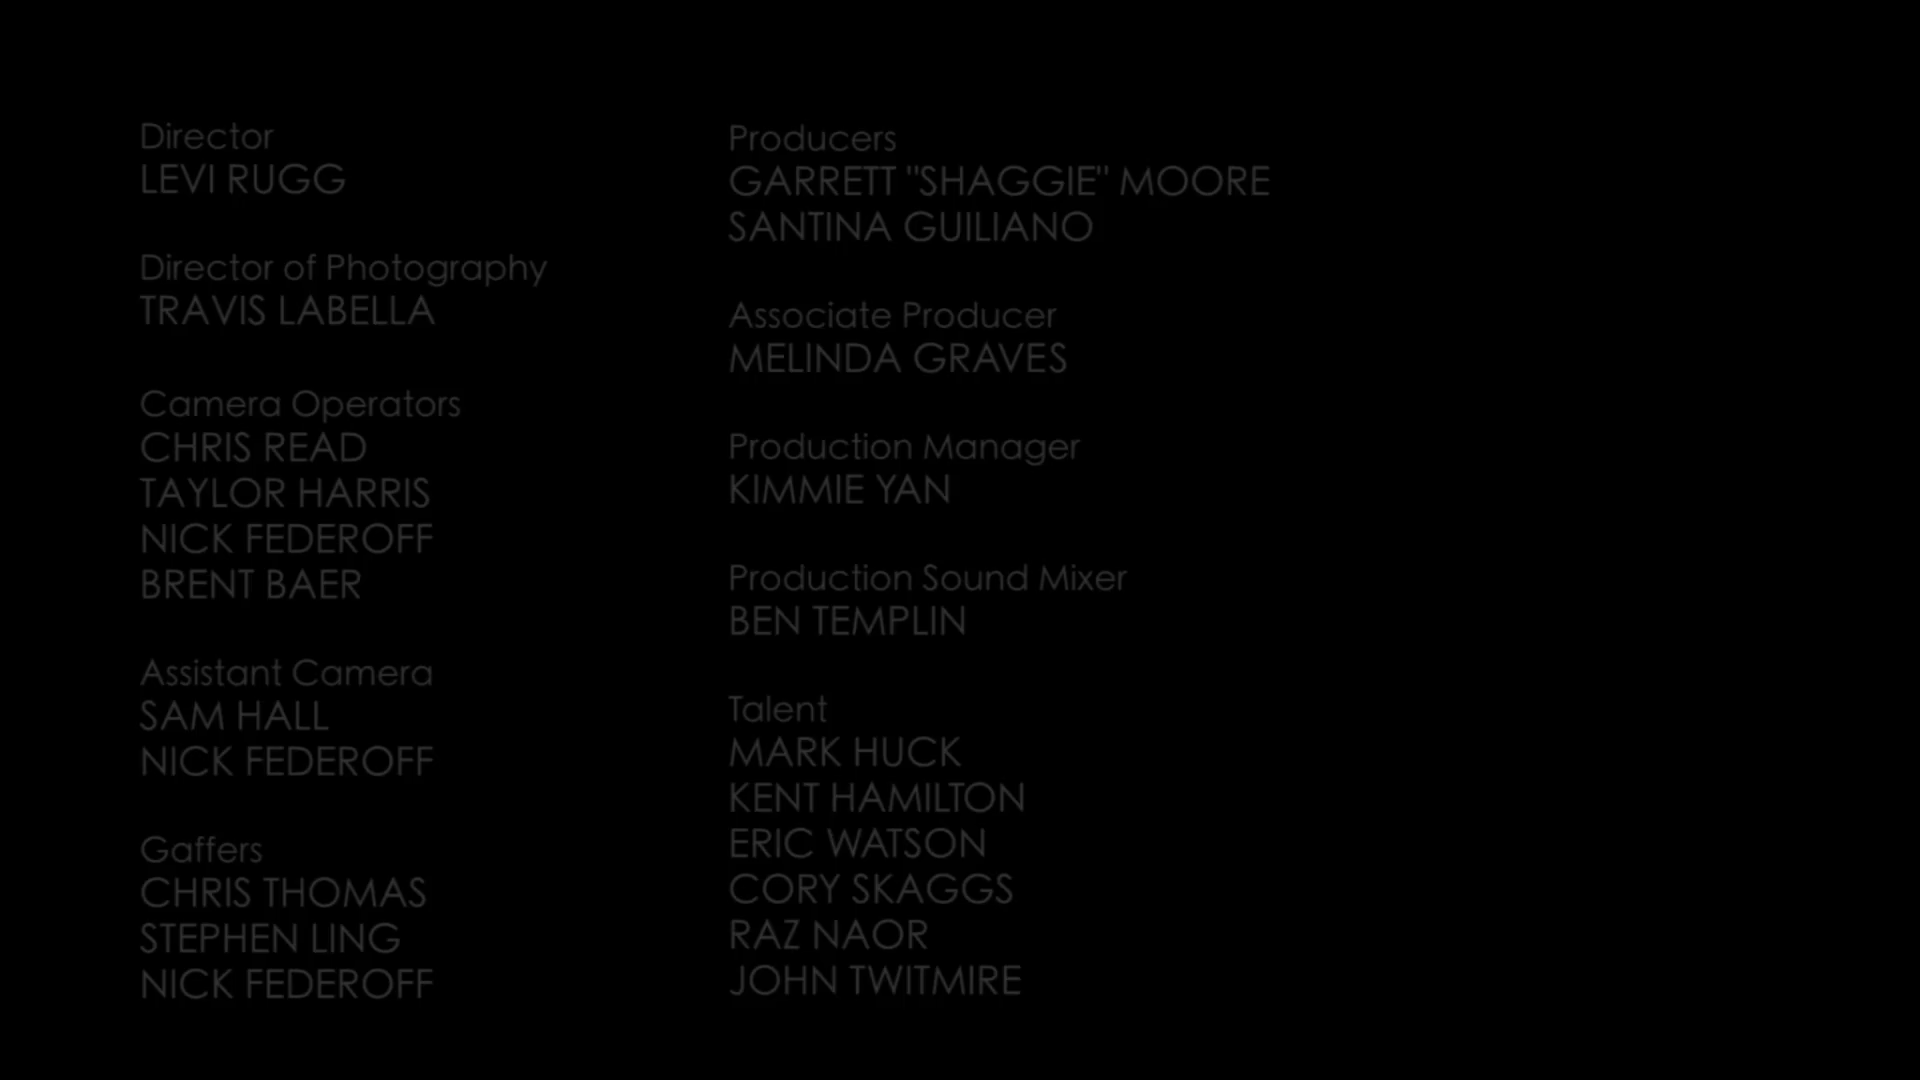 Director
LEVI RUGG
Director of Photography
TRAVIS LABELLA
Camera Operators
CHRIS READ
TAYLOR HARRIS
NICK FEDEROFF
BRENT BAER
Assistant Camera
SAM HALL
NICK FEDEROFF
Gaffers
CHRIS THOMAS
STEPHEN LING
NICK FEDEROFF
Producers
GARRETT "SHAGGIE" MOORE
SANTINA GUILIANO
Associate Producer
MELINDA GRAVES
Production Manager
KIMMIE YAN
Production Sound Mixer
BEN TEMPLIN
Talent
MARK HUCK
KENT HAMILTON
ERIC WATSON
CORY SKAGGS
RAZ NAOR
JOHN TWITMIRE